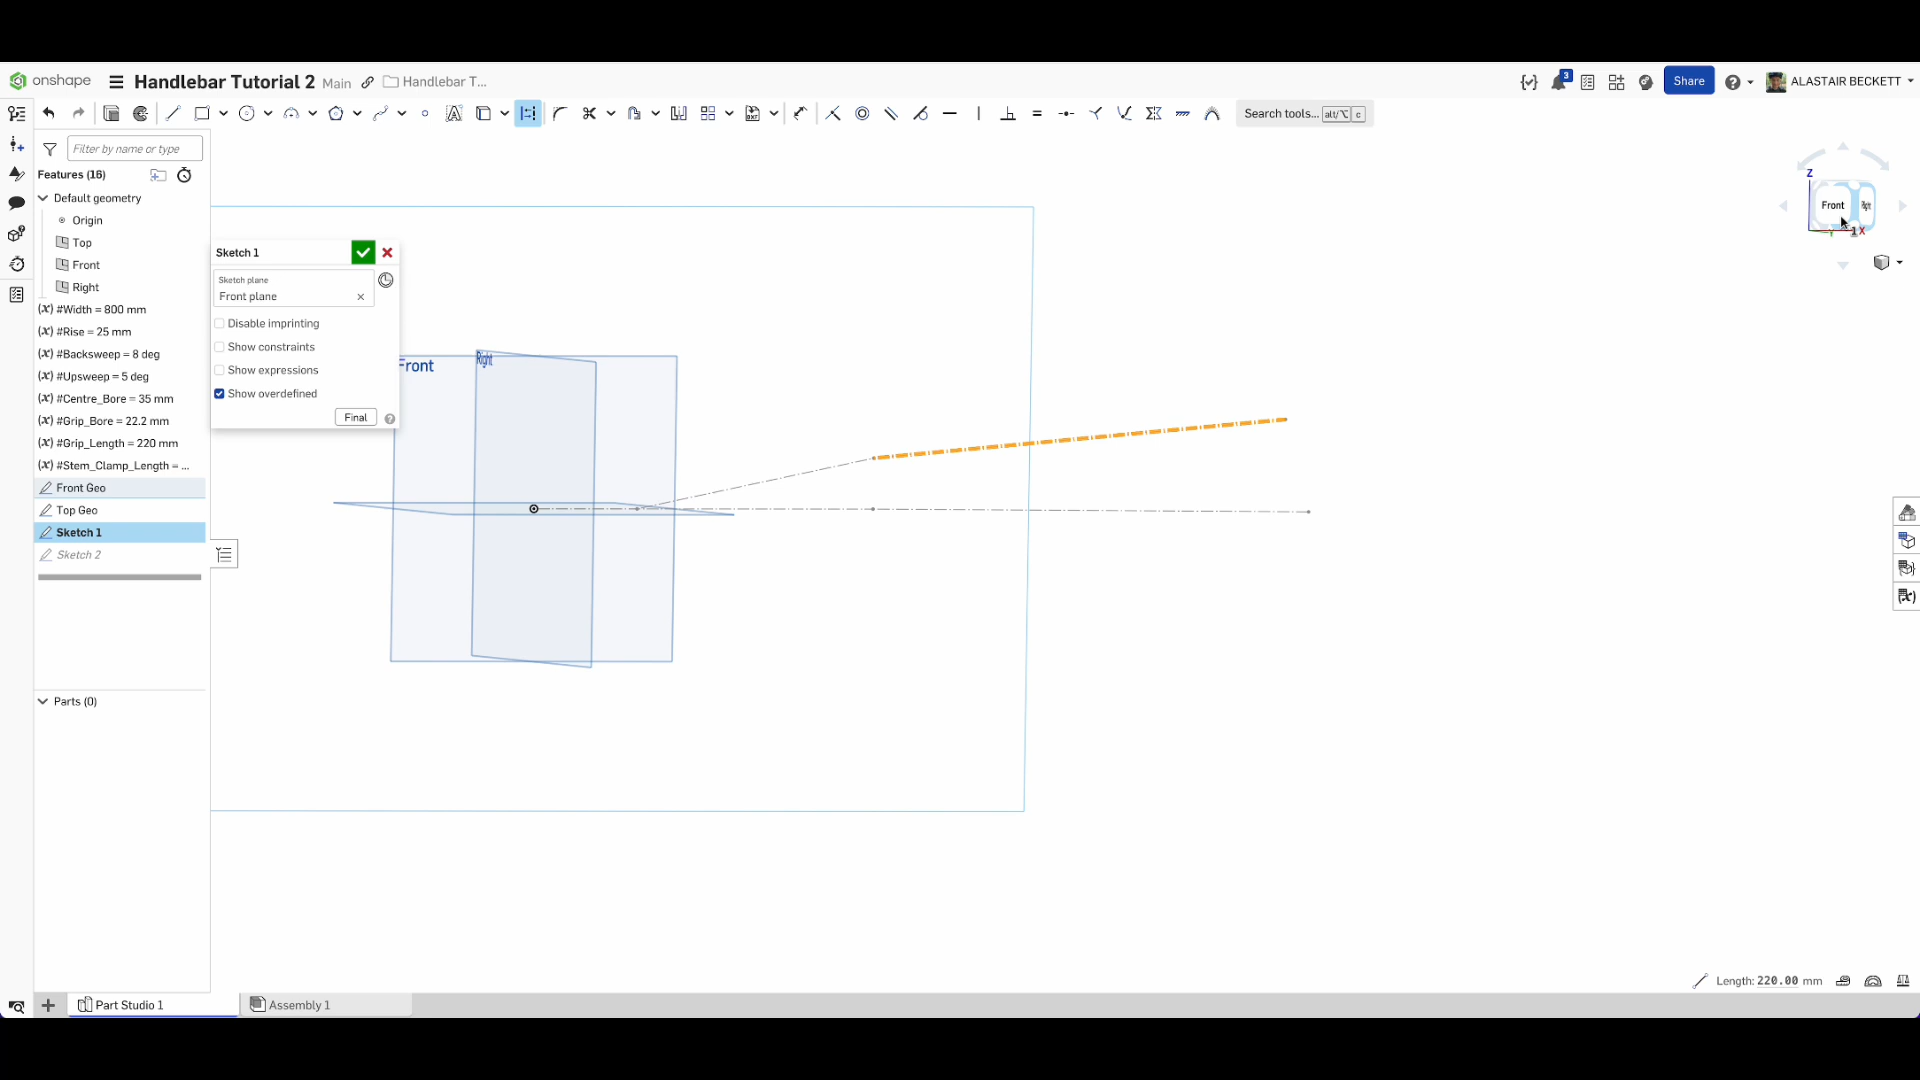 onshape Handlebar Tutorial 2 Main Handlebar T...
3 Share ALASTAIR BECKETT
Search tools... alt/⌥ c
Filter by name or type
Features (16)
Default geometry
Origin
Top
Front
Right
(x) #Width = 800 mm
(x) #Rise = 25 mm
(x) #Backsweep = 8 deg
(x) #Upsweep = 5 deg
(x) #Centre_Bore = 35 mm
(x) #Grip_Bore = 22.2 mm
(x) #Grip_Length = 220 mm
(x) #Stem_Clamp_Length = ...
Front Geo
Top Geo
Sketch 1
Sketch 2
Parts (0)
Sketch 1
Sketch plane
Front plane
Disable imprinting
Show constraints
Show expressions
Show overdefined
Final
Front
Right
Z
Front
Right
X
Length: 220.00 mm
Part Studio 1
Assembly 1